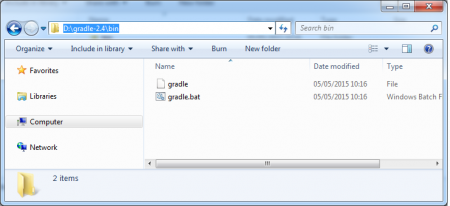 D:\gradle-2.4\bin
Search bin
Organize Include in library Share with Burn New folder
Favorites
Libraries
Computer
Network
Name Date modified Type
gradle 05/05/2015 10:16 File
gradle.bat 05/05/2015 10:16 Windows Batch F
2 items